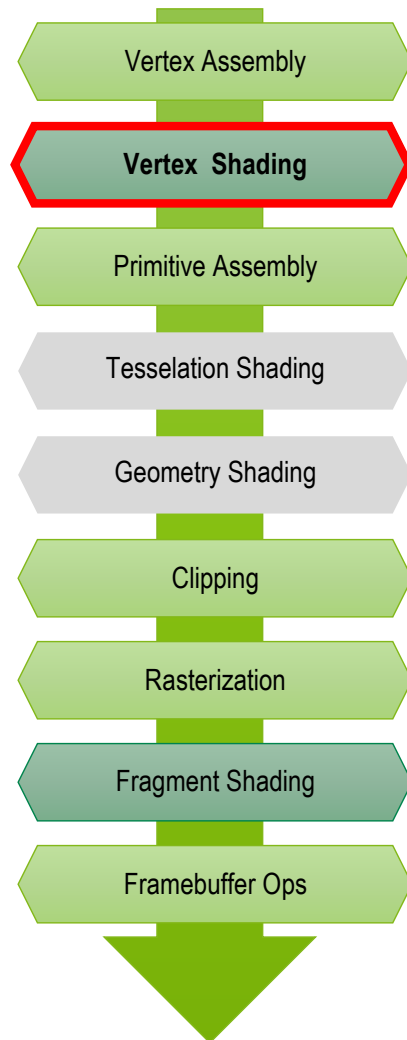 Vertex Assembly
Vertex Shading
Primitive Assembly
Tesselation Shading
Geometry Shading
Clipping
Rasterization
Fragment Shading
Framebuffer Ops